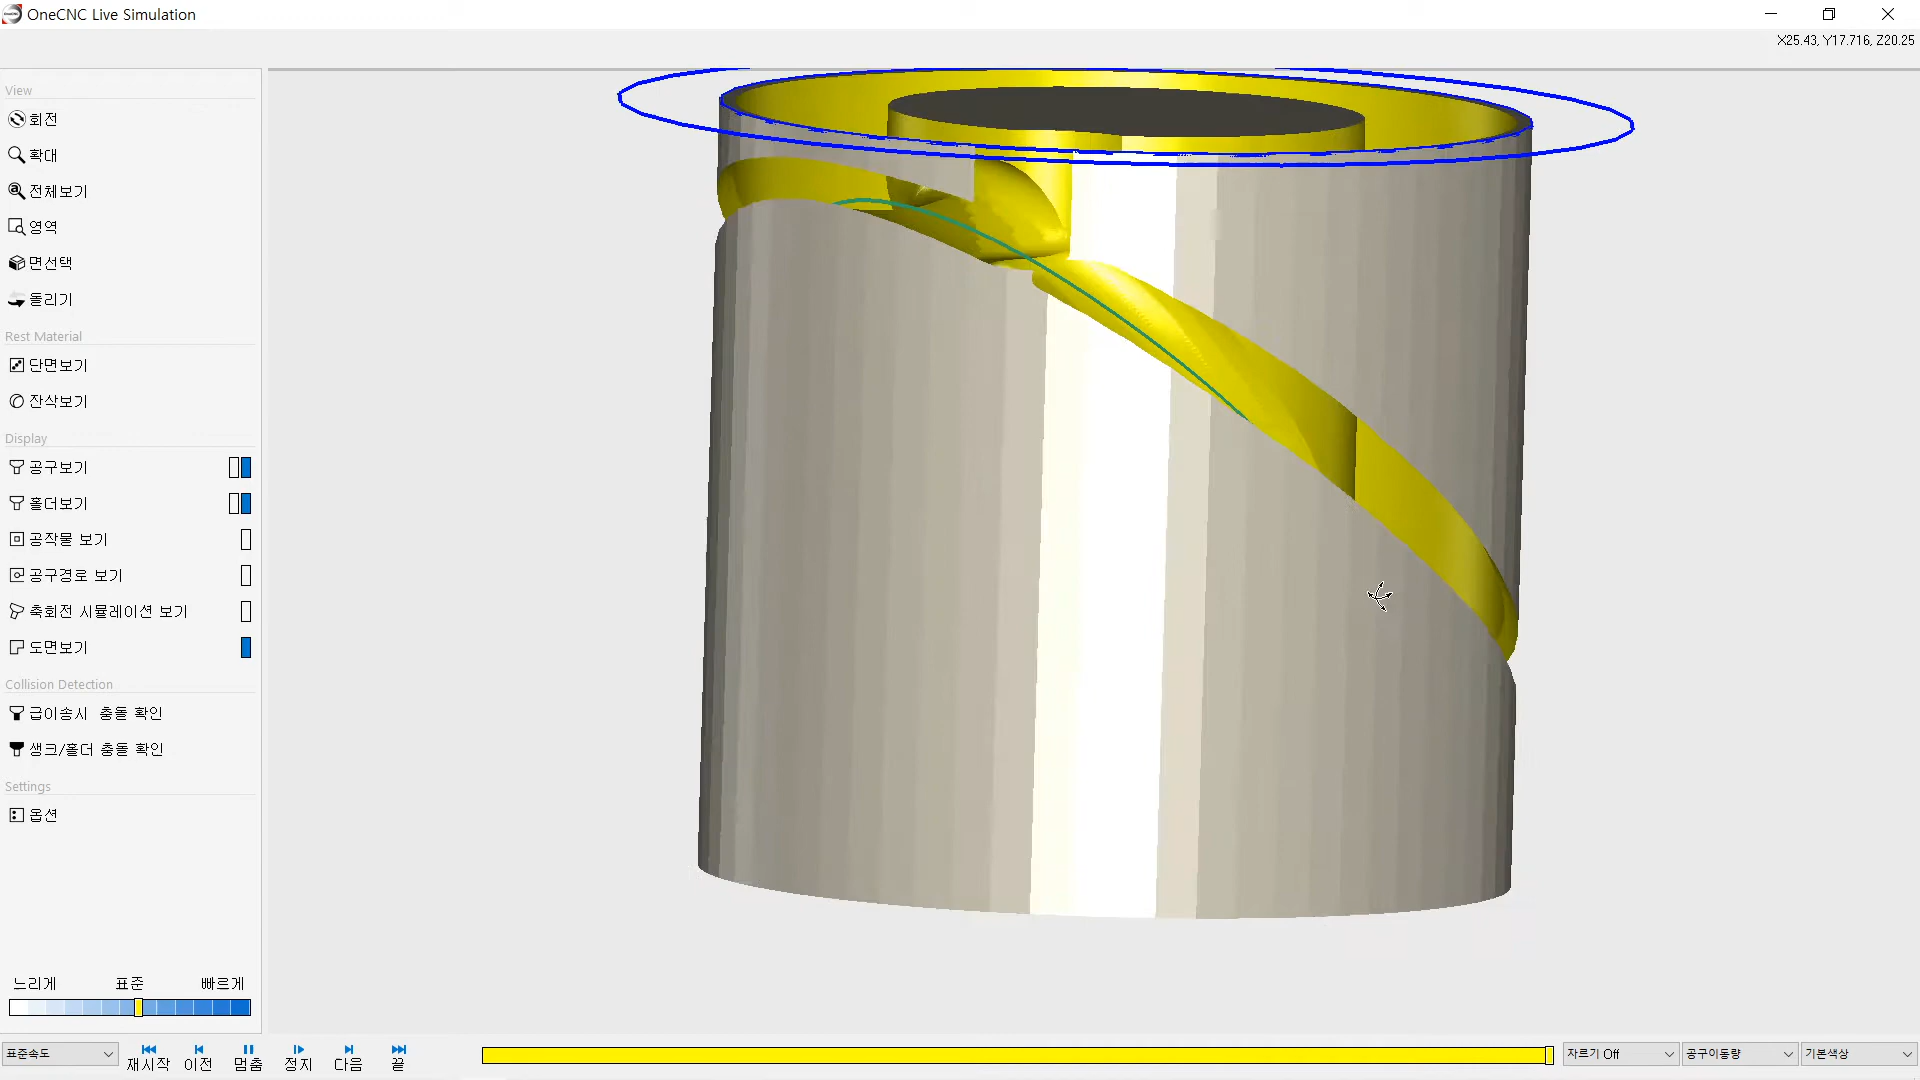 OneCNC Live Simulation
X25.43, Y17.716, Z20.25
View
회전
확대
전체보기
영역
면선택
돌리기
Rest Material
단면보기
잔삭보기
Display
공구보기
홀더보기
공작물 보기
공구경로 보기
축회전 시뮬레이션 보기
도면보기
Collision Detection
급이송시 충돌 확인
생크/홀더 충돌 확인
Settings
옵션
느리게 표준 빠르게
표준속도 재시작 이전 멈춤 정지 다음 끝 자르기 Off 공구이동량 기본색상